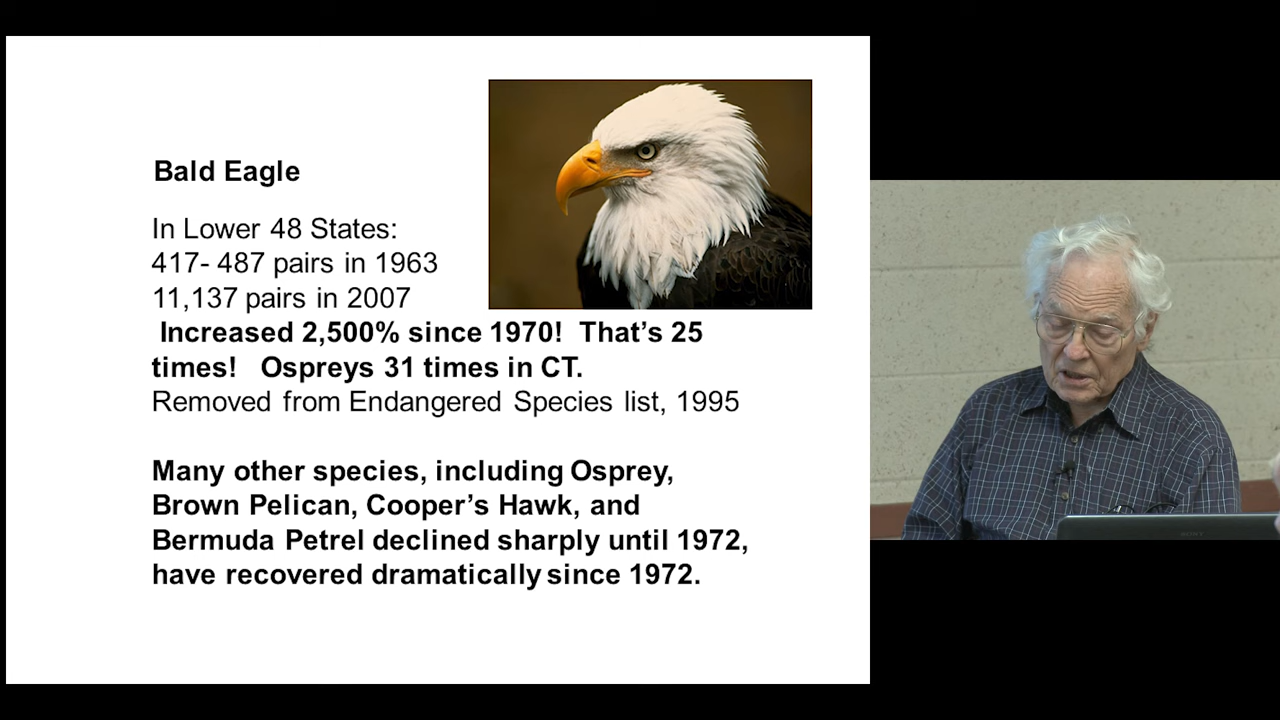 Bald Eagle
In Lower 48 States:
417- 487 pairs in 1963
11,137 pairs in 2007
Increased 2,500% since 1970! That's 25
times! Ospreys 31 times in CT.
Removed from Endangered Species list, 1995
Many other species, including Osprey,
Brown Pelican, Cooper's Hawk, and
Bermuda Petrel declined sharply until 1972,
have recovered dramatically since 1972.
SONY